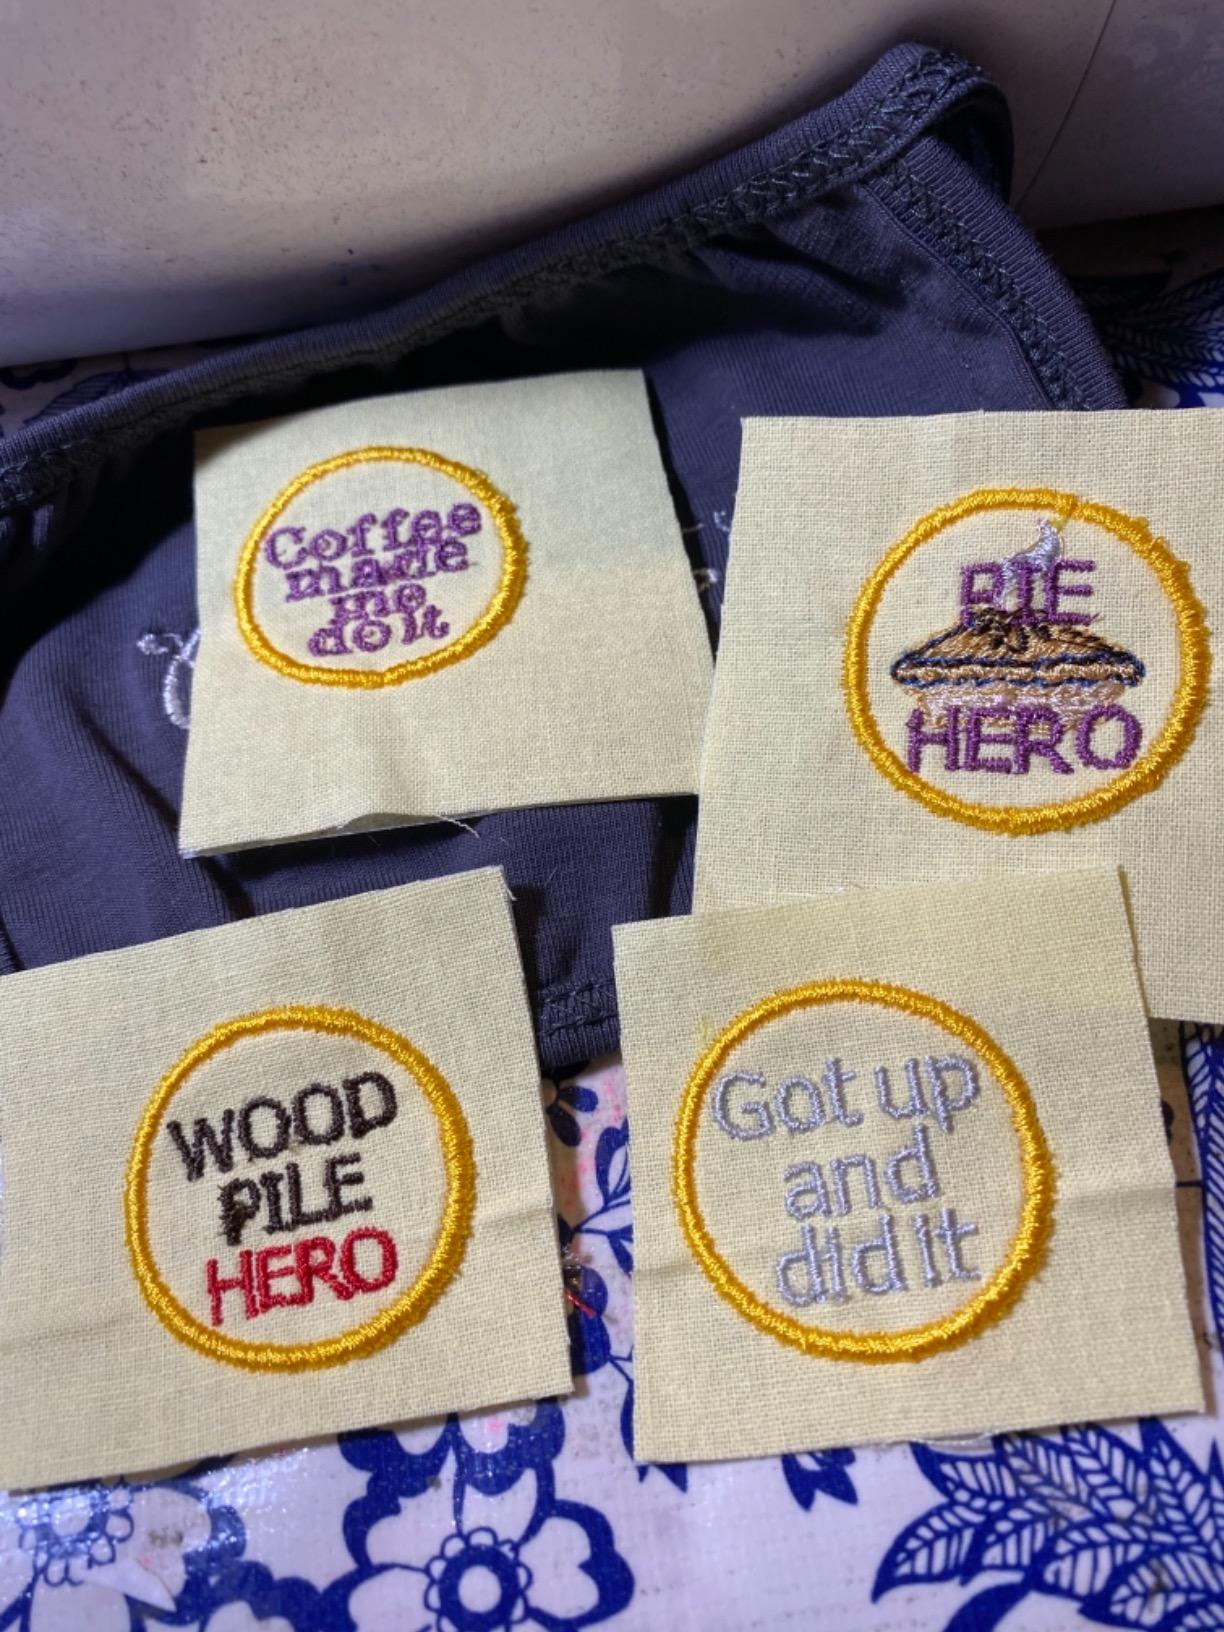 Coffee
made
me
do it
PIE
HERO
WOOD
PILE
HERO
Got up
and
did it